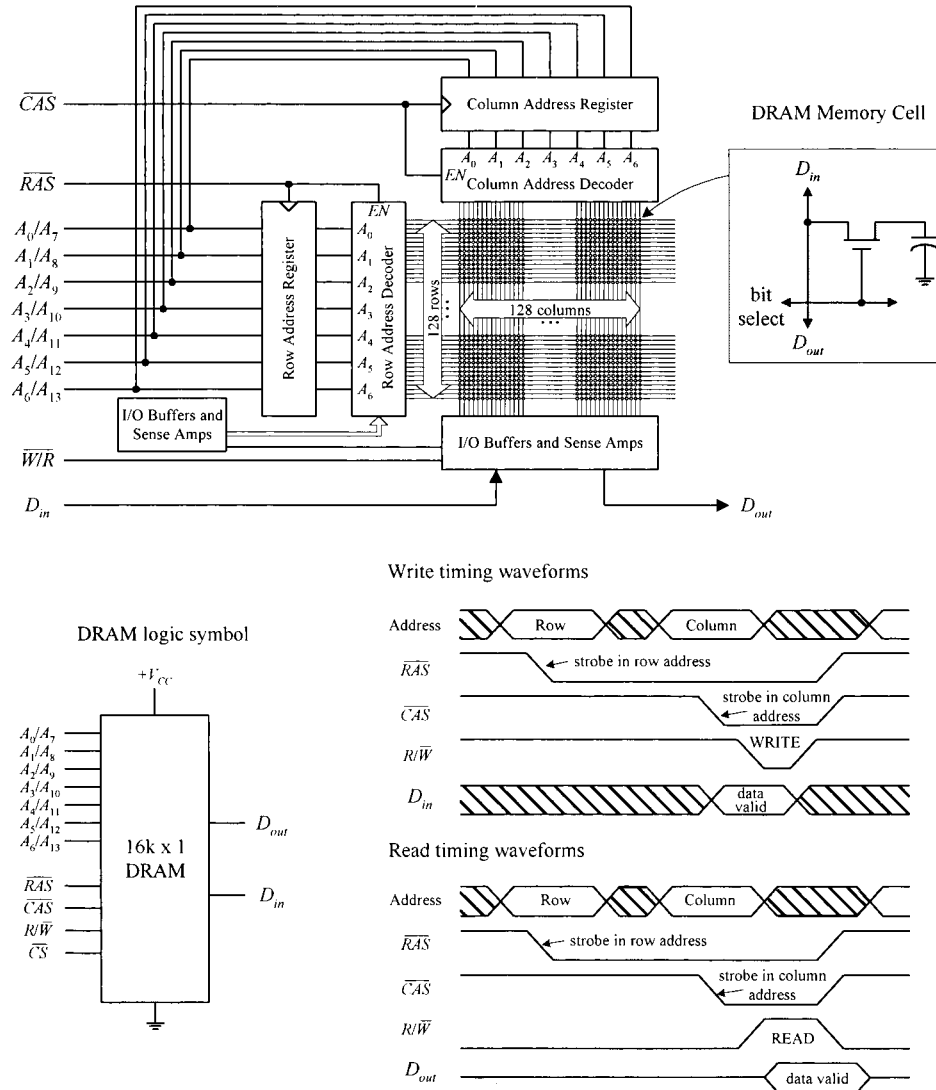 CAS
Column Address Register
DRAM Memory Cell
A0 A1 A2 A3 A4 A5 A6
EN
Column Address Decoder
RAS
EN
A0/A7
A1/A8
A2/A9
A3/A10
A4/A11
A5/A12
A6/A13
Row Address Register
A0
A1
A2
A3
A4
A5
A6
Row Address Decoder
128 rows
...
128 columns
...
Din
bit
select
Dout
I/O Buffers and
Sense Amps
I/O Buffers and Sense Amps
W/R
Din
Dout
DRAM logic symbol
+VCC
A0/A7
A1/A8
A2/A9
A3/A10
A4/A11
A5/A12
A6/A13
RAS
CAS
R/W
CS
16k x 1
DRAM
Dout
Din
Write timing waveforms
Address
Row
Column
RAS
strobe in row address
CAS
strobe in column
address
R/W
WRITE
Din
data
valid
Read timing waveforms
Address
Row
Column
RAS
strobe in row address
CAS
strobe in column
address
R/W
READ
Dout
data valid